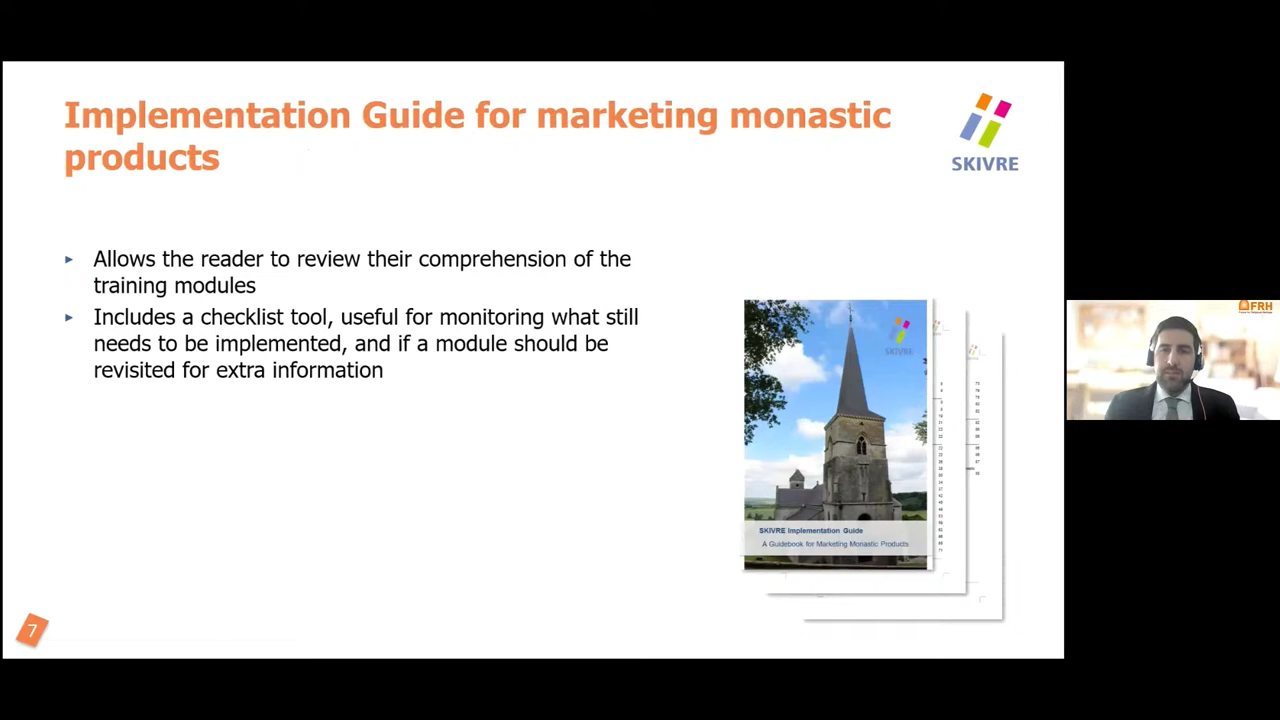 Implementation Guide for marketing monastic
products
SKIVRE
▸ Allows the reader to review their comprehension of the
training modules
▸ Includes a checklist tool, useful for monitoring what still
needs to be implemented, and if a module should be
revisited for extra information
SKIVRE
SKIVRE Implementation Guide
A Guidebook for Marketing Monastic Products
7
FRH